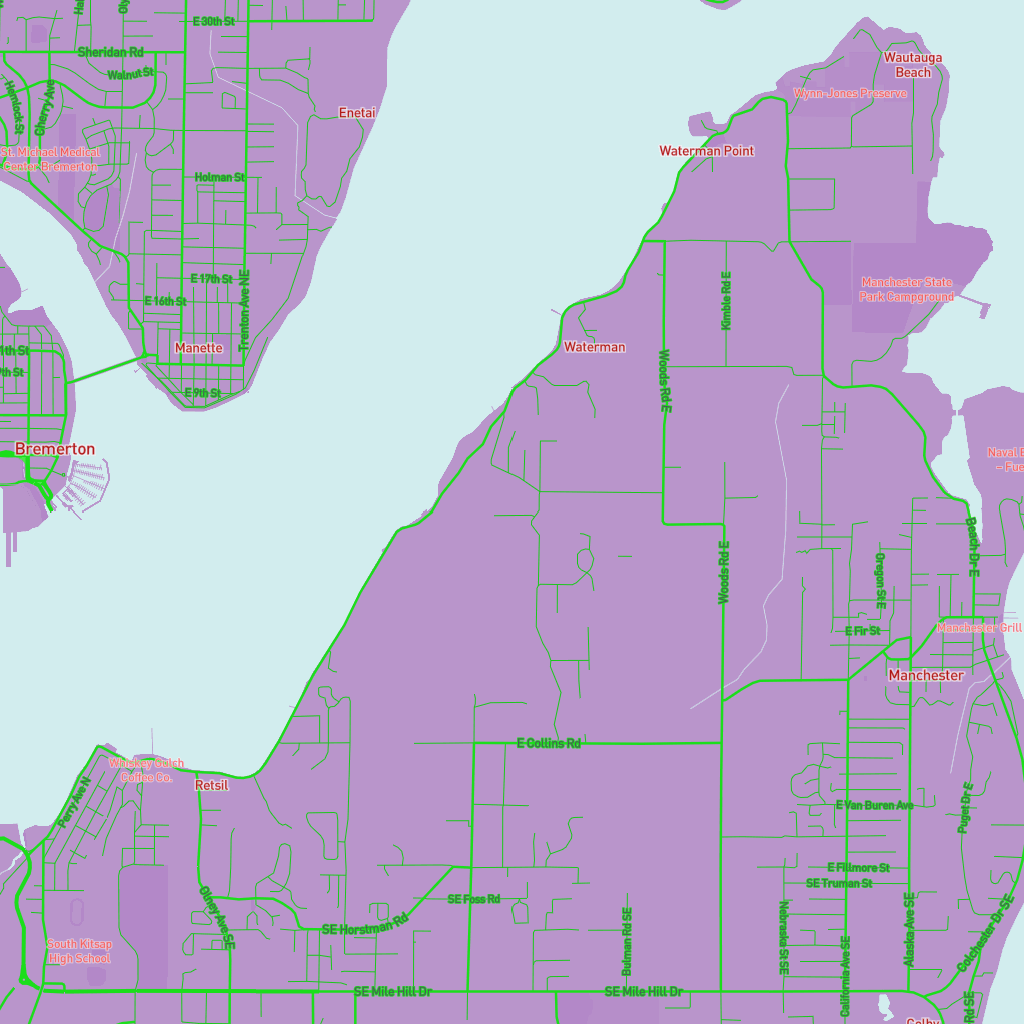 E 30th St
Sheridan Rd
Walnut St
Hemlock St
Cherry Ave
Enetai
St. Michael Medical
Center Bremerton
Holman St
E 17th St
E 16th St
Trenton Ave NE
Manette
E 9th St
Bremerton
Wautauga
Beach
Wynn-Jones Preserve
Waterman Point
Manchester State
Park Campground
Kimble Rd E
Waterman
Woods Rd E
Woods Rd E
Beach Dr E
Oregon St E
E Fir St
Manchester Grill
Manchester
E Collins Rd
Whiskey Gulch
Coffee Co.
Retsil
Perry Ave N
E Van Buren Ave
Puget Dr E
E Fillmore St
SE Truman St
SE Foss Rd
Olney Ave SE
SE Horstman Rd
Bulman Rd SE
Nebraska St SE
California Ave SE
Alaska Ave SE
Colchester Dr SE
South Kitsap
High School
SE Mile Hill Dr
SE Mile Hill Dr
Rd SE
Colby